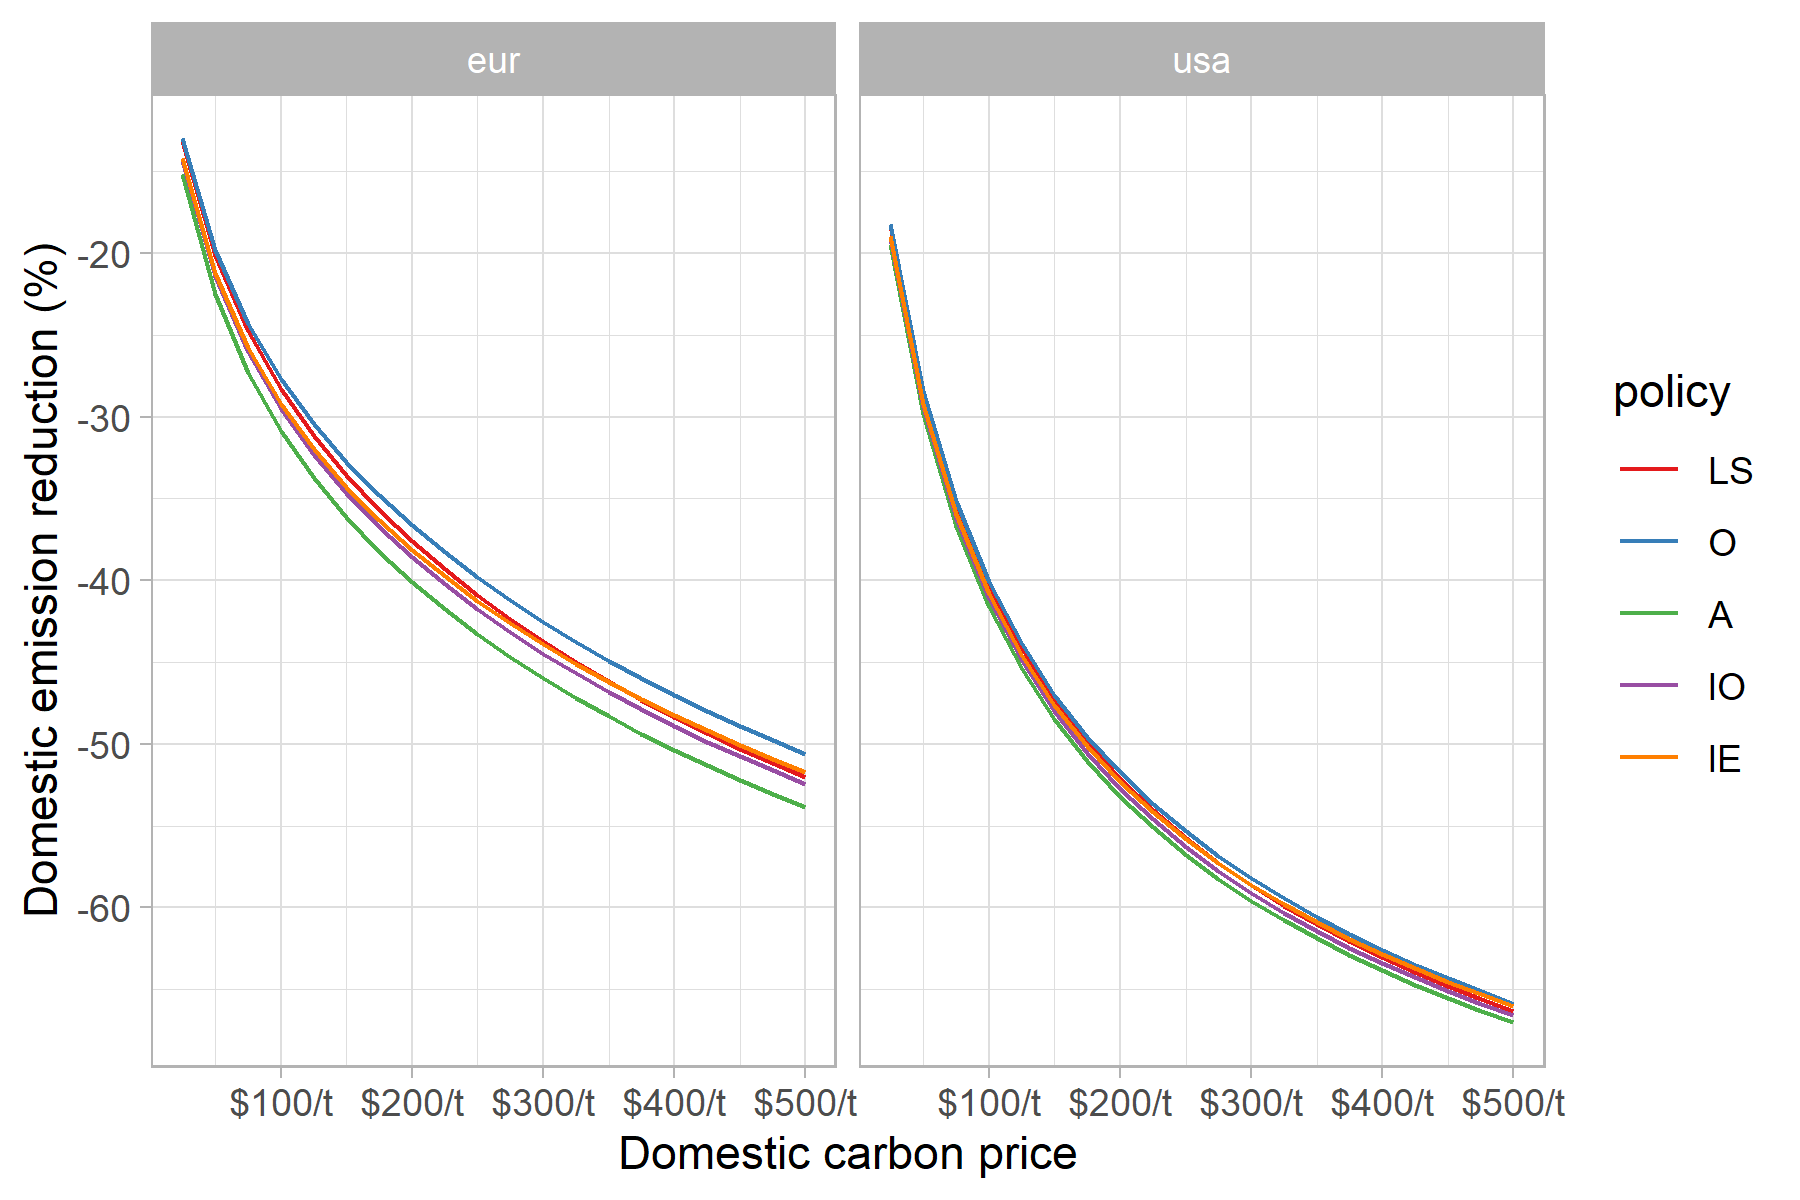 eur
usa
Domestic emission reduction (%)
-20
-30
-40
-50
-60
$100/t $200/t $300/t $400/t $500/t
$100/t $200/t $300/t $400/t $500/t
Domestic carbon price
policy
LS
O
A
IO
IE